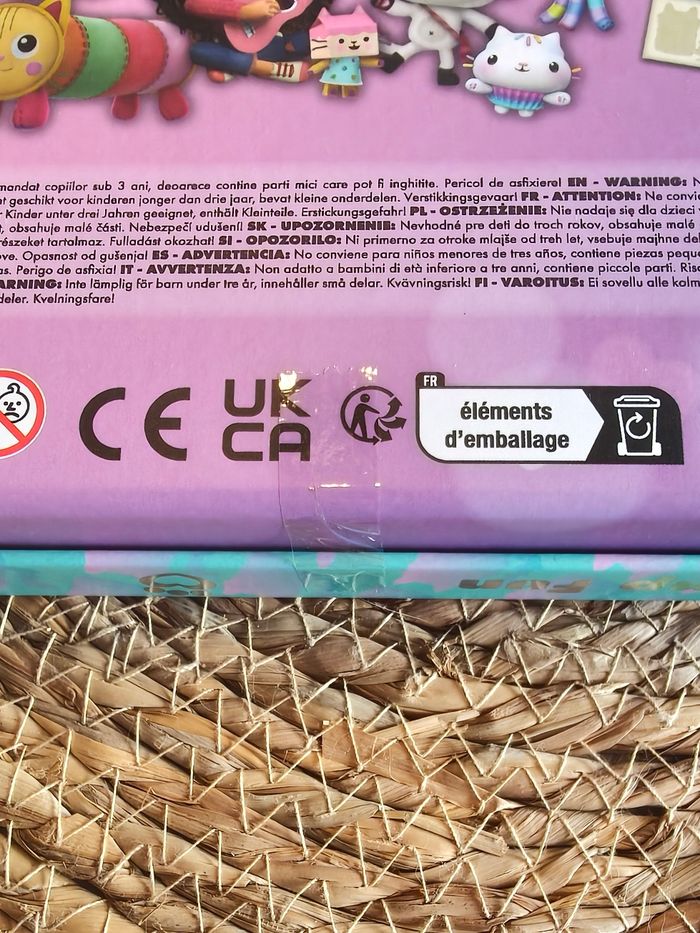 mandat copiilor sub 3 ani, deoarece contine parti mici care pot fi inghitite. Pericol de asfixiere! EN - WARNING: N
et geschikt voor kinderen jonger dan drie jaar, bevat kleine onderdelen. Verstikkingsgevaar! FR - ATTENTION: Ne convie
r Kinder unter drei Jahren geeignet, enthält Kleinteile. Erstickungsgefahr! PL - OSTRZEŻENIE: Nie nadaje się dla dzieci
t, obsahuje malé části. Nebezpečí udušení! SK - UPOZORNENIE: Nevhodné pre deti do troch rokov, obsahuje malé
részeket tartalmaz. Fulladást okozhat! SI - OPOZORILO: Ni primerno za otroke mlajše od treh let, vsebuje majhne d
ove. Opasnost od gušenja! ES - ADVERTENCIA: No conviene para niños menores de tres años, contiene piezas peque
as. Perigo de asfixia! IT - AVVERTENZA: Non adatto a bambini di età inferiore a tre anni, contiene piccole parti. Risc
ARNING: Inte lämplig för barn under tre år, innehåller små delar. Kvävningsrisk! FI - VAROITUS: Ei sovellu alle kolm
deler. Kvelningsfare!
CE
UK
CA
FR
éléments
d'emballage